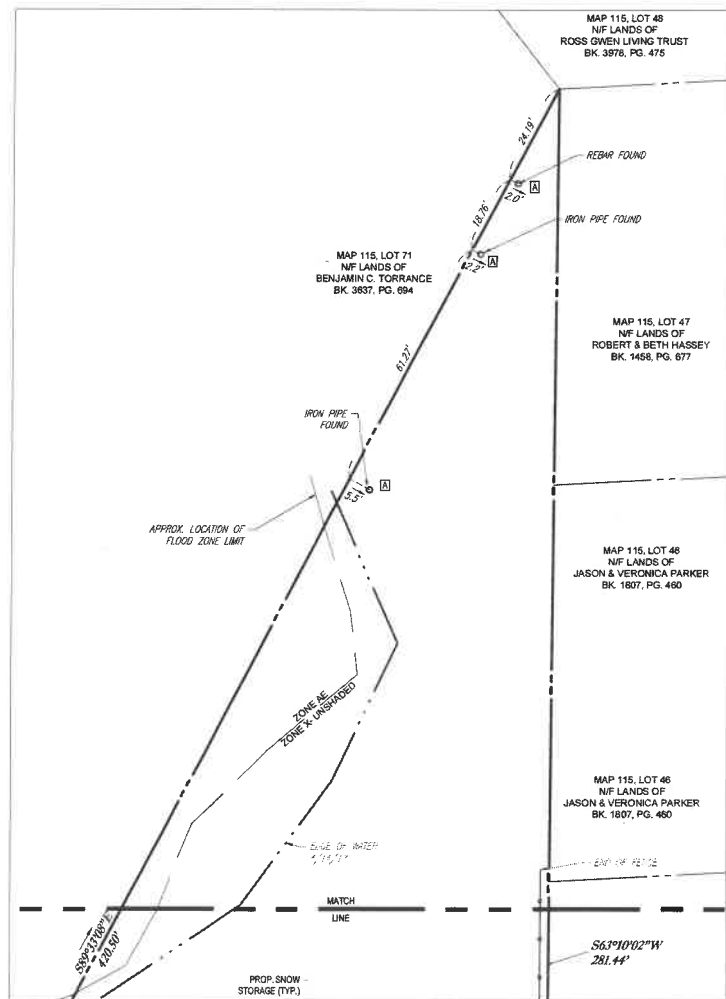 MAP 115, LOT 48
N/F LANDS OF
ROSS GWEN LIVING TRUST
BK. 3978, PG. 475
24.19'
REBAR FOUND
A
2.0'
18.76'
IRON PIPE FOUND
A
2.2'
MAP 115, LOT 71
N/F LANDS OF
BENJAMIN C. TORRANCE
BK. 3637, PG. 694
MAP 115, LOT 47
N/F LANDS OF
ROBERT & BETH HASSEY
BK. 1458, PG. 677
61.27'
IRON PIPE
FOUND
A
5.5'
APPROX. LOCATION OF
FLOOD ZONE LIMIT
MAP 115, LOT 46
N/F LANDS OF
JASON & VERONICA PARKER
BK. 1807, PG. 460
ZONE AE
ZONE X- UNSHADED
MAP 115, LOT 46
N/F LANDS OF
JASON & VERONICA PARKER
BK. 1807, PG. 460
EDGE OF WATER
END OF FENCE
MATCH
LINE
S89°33'08"E
420.50'
S63°10'02"W
281.44'
PROP. SNOW
STORAGE (TYP.)